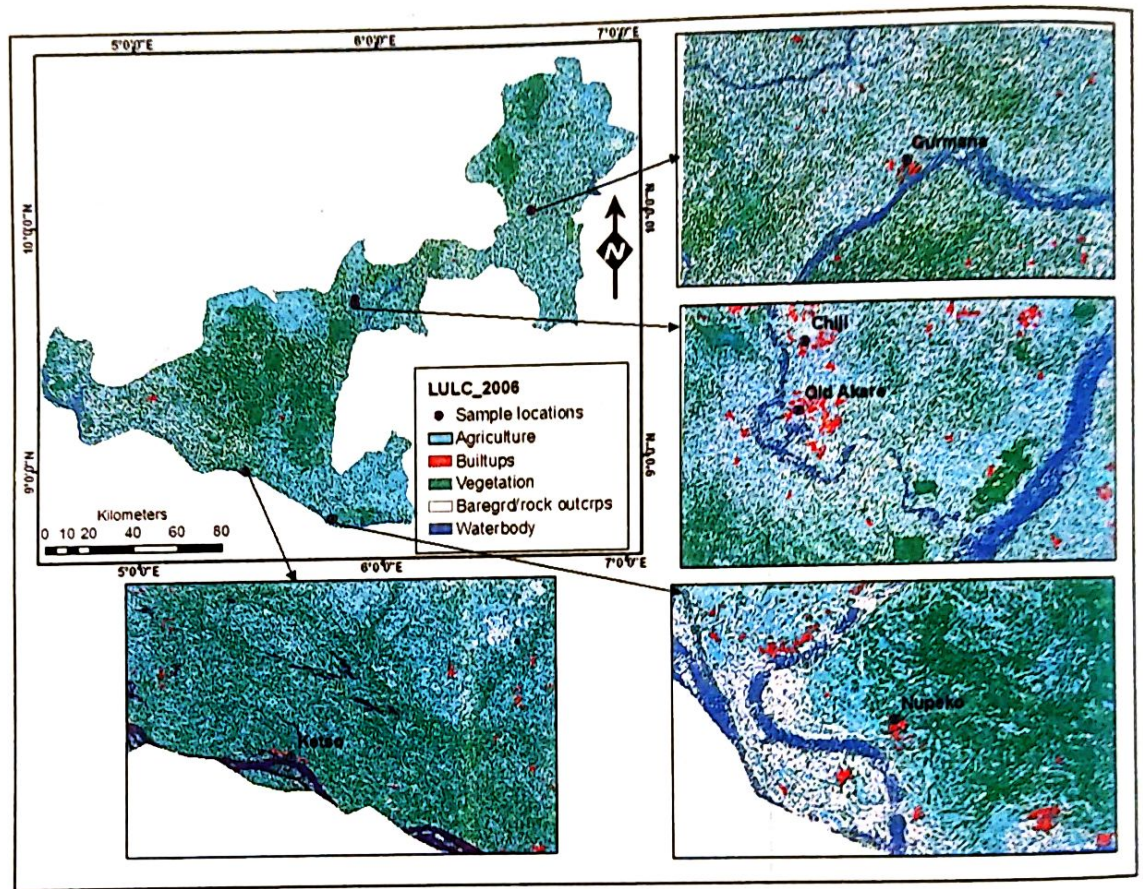 5°0'0"E
6°0'0"E
7°0'0"E
10°0'0"N
10°0'0"N
N
9°0'0"N
9°0'0"N
LULC_2006
Sample locations
Agriculture
Builtups
Vegetation
Baregrd/rock outcrps
Waterbody
Kilometers
0 10 20 40 60 80
5°0'0"E
6°0'0"E
7°0'0"E
Gurmana
Chiji
Old Akare
Ketso
Nupeko